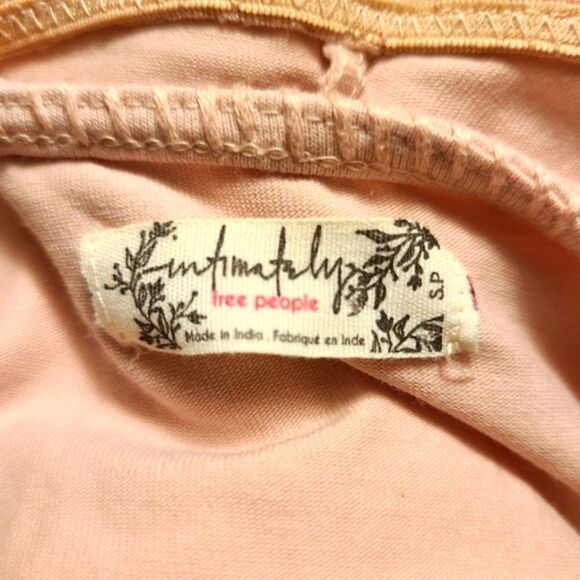 intimately
free people
Made in India . Fabriqué en Inde
S.P